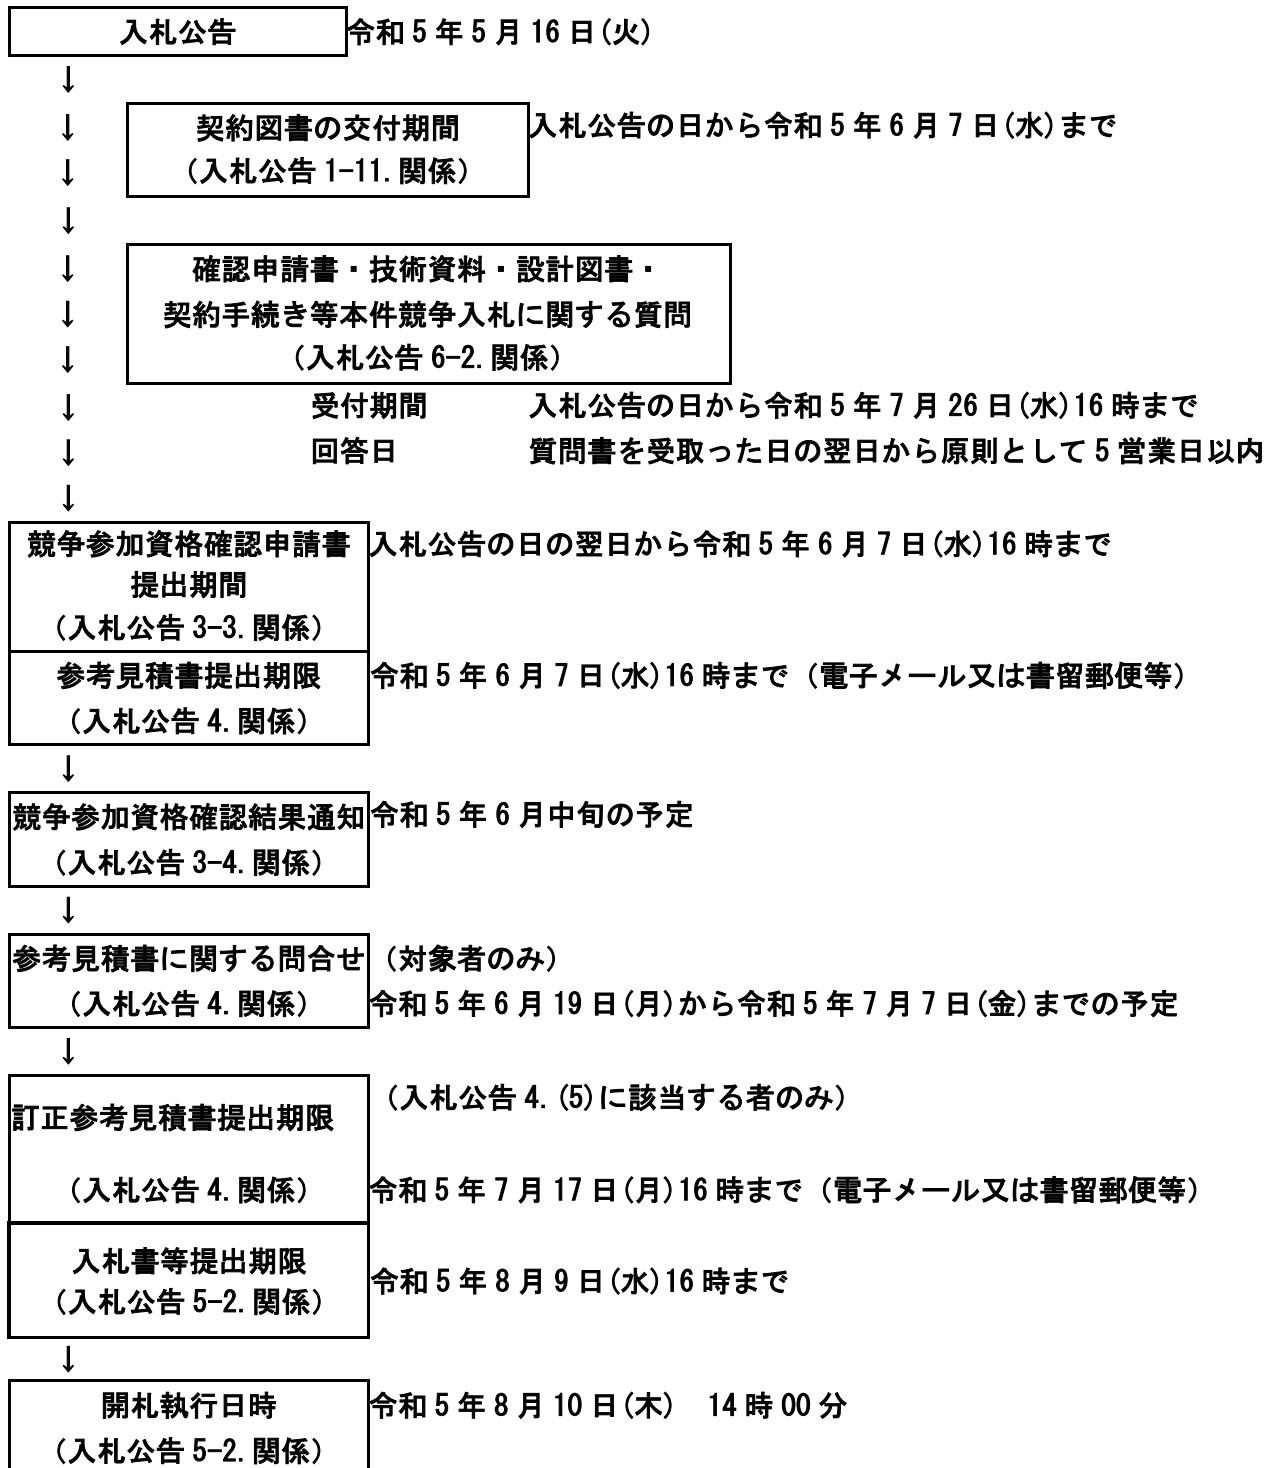 入札公告 令和5年5月16日(火)
↓
↓ 契約図書の交付期間 入札公告の日から令和5年6月7日(水)まで
↓ (入札公告1-11.関係)
↓
↓ 確認申請書・技術資料・設計図書・
↓ 契約手続き等本件競争入札に関する質問
↓ (入札公告6-2.関係)
↓ 受付期間 入札公告の日から令和5年7月26日(水)16時まで
↓ 回答日 質問書を受取った日の翌日から原則として5営業日以内
↓
競争参加資格確認申請書 入札公告の日の翌日から令和5年6月7日(水)16時まで
提出期間
(入札公告3-3.関係)
参考見積書提出期限 令和5年6月7日(水)16時まで(電子メール又は書留郵便等)
(入札公告4.関係)
↓
競争参加資格確認結果通知 令和5年6月中旬の予定
(入札公告3-4.関係)
↓
参考見積書に関する問合せ (対象者のみ)
(入札公告4.関係) 令和5年6月19日(月)から令和5年7月7日(金)までの予定
↓
(入札公告4.(5)に該当する者のみ)
訂正参考見積書提出期限
(入札公告4.関係) 令和5年7月17日(月)16時まで(電子メール又は書留郵便等)
入札書等提出期限
令和5年8月9日(水)16時まで
(入札公告5-2.関係)
↓
開札執行日時 令和5年8月10日(木) 14時00分
(入札公告5-2.関係)